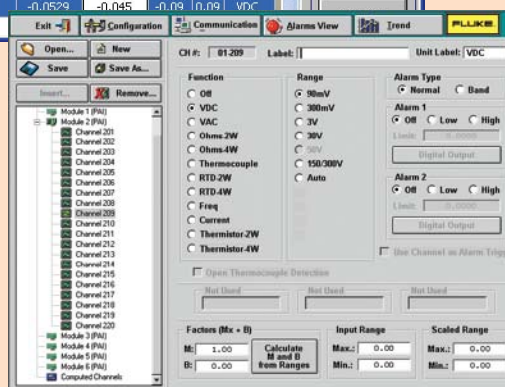 -0.0529 -0.045 -0.09 0.09 VDC
Exit Configuration Communication Alarms View Trend FLUKE
Open... New
Save Save As...
Insert... Remove...
Module 1 (PAI)
Module 2 (PAI)
Channel 201
Channel 202
Channel 203
Channel 204
Channel 205
Channel 206
Channel 207
Channel 208
Channel 209
Channel 210
Channel 211
Channel 212
Channel 213
Channel 214
Channel 215
Channel 216
Channel 217
Channel 218
Channel 219
Channel 220
Module 3 (PAI)
Module 4 (PAI)
Module 5 (PAI)
Module 6 (PAI)
Computed Channels
CH #: 01-209 Label: Unit Label: VDC
Function
Off
VDC
VAC
Ohms-2W
Ohms-4W
Thermocouple
RTD-2W
RTD-4W
Freq
Current
Thermistor-2W
Thermistor-4W
Range
90mV
300mV
3V
30V
50V
150/300V
Auto
Alarm Type
Normal Band
Alarm 1
Off Low High
Limit: 0.0000
Digital Output
Alarm 2
Off Low High
Limit: 0.0000
Digital Output
Use Channel as Alarm Trigg
Open Thermocouple Detection
Not Used Not Used Not Used
Factors (Mx + B)
M: 1.00
B: 0.00
Calculate
M and B
from Ranges
Input Range
Max.: 0.00
Min.: 0.00
Scaled Range
Max.: 0.00
Min.: 0.00